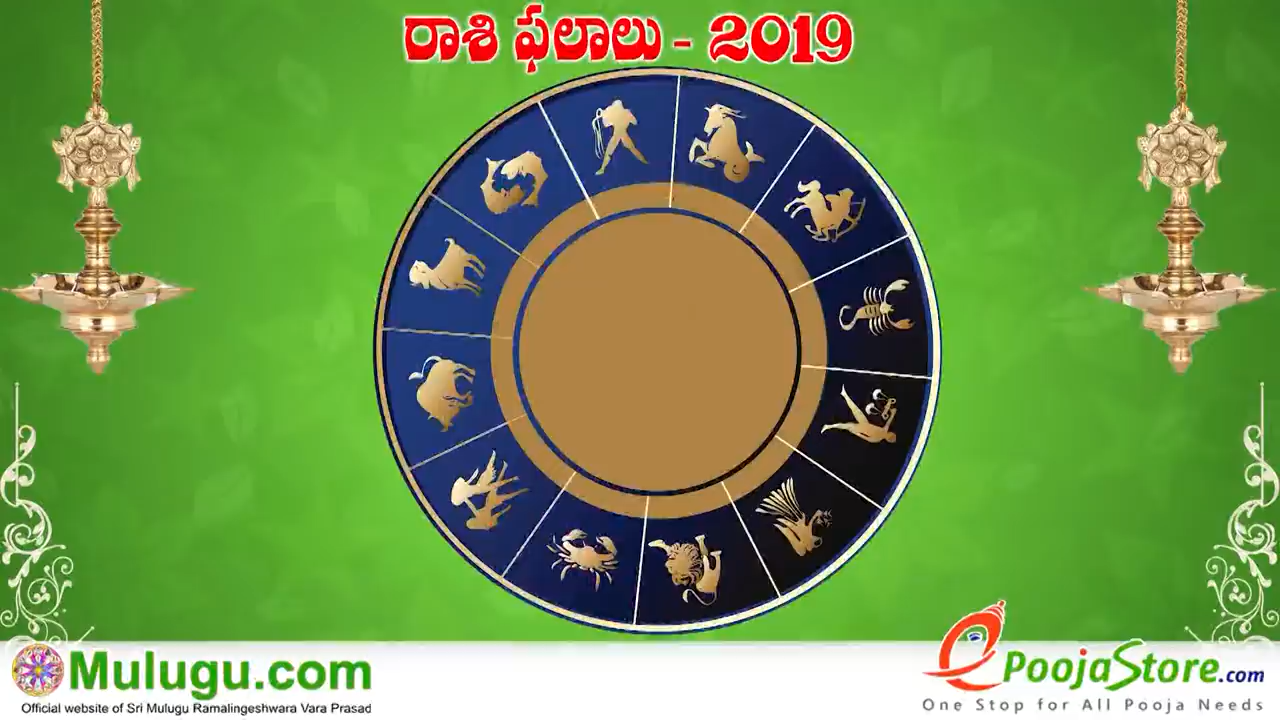 రాశి ఫలాలు - 2019
Mulugu.com
Official website of Sri Mulugu Ramalingeshwara Vara Prasad
ePoojaStore.com
One Stop for All Pooja Needs